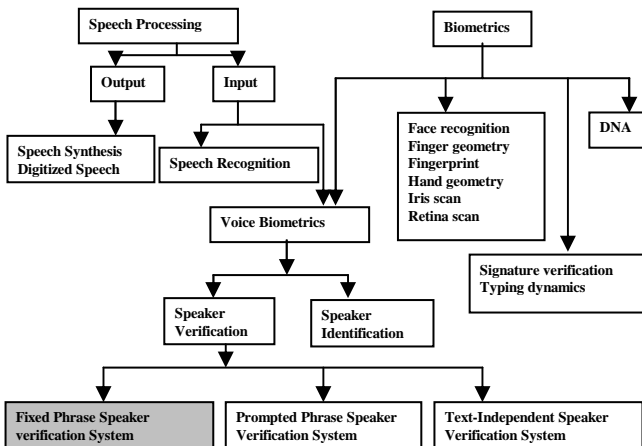 Speech Processing
Biometrics
Output
Input
Speech Synthesis
Digitized Speech
Speech Recognition
Face recognition
Finger geometry
Fingerprint
Hand geometry
Iris scan
Retina scan
DNA
Voice Biometrics
Signature verification
Typing dynamics
Speaker
Verification
Speaker
Identification
Fixed Phrase Speaker
verification System
Prompted Phrase Speaker
Verification System
Text-Independent Speaker
Verification System